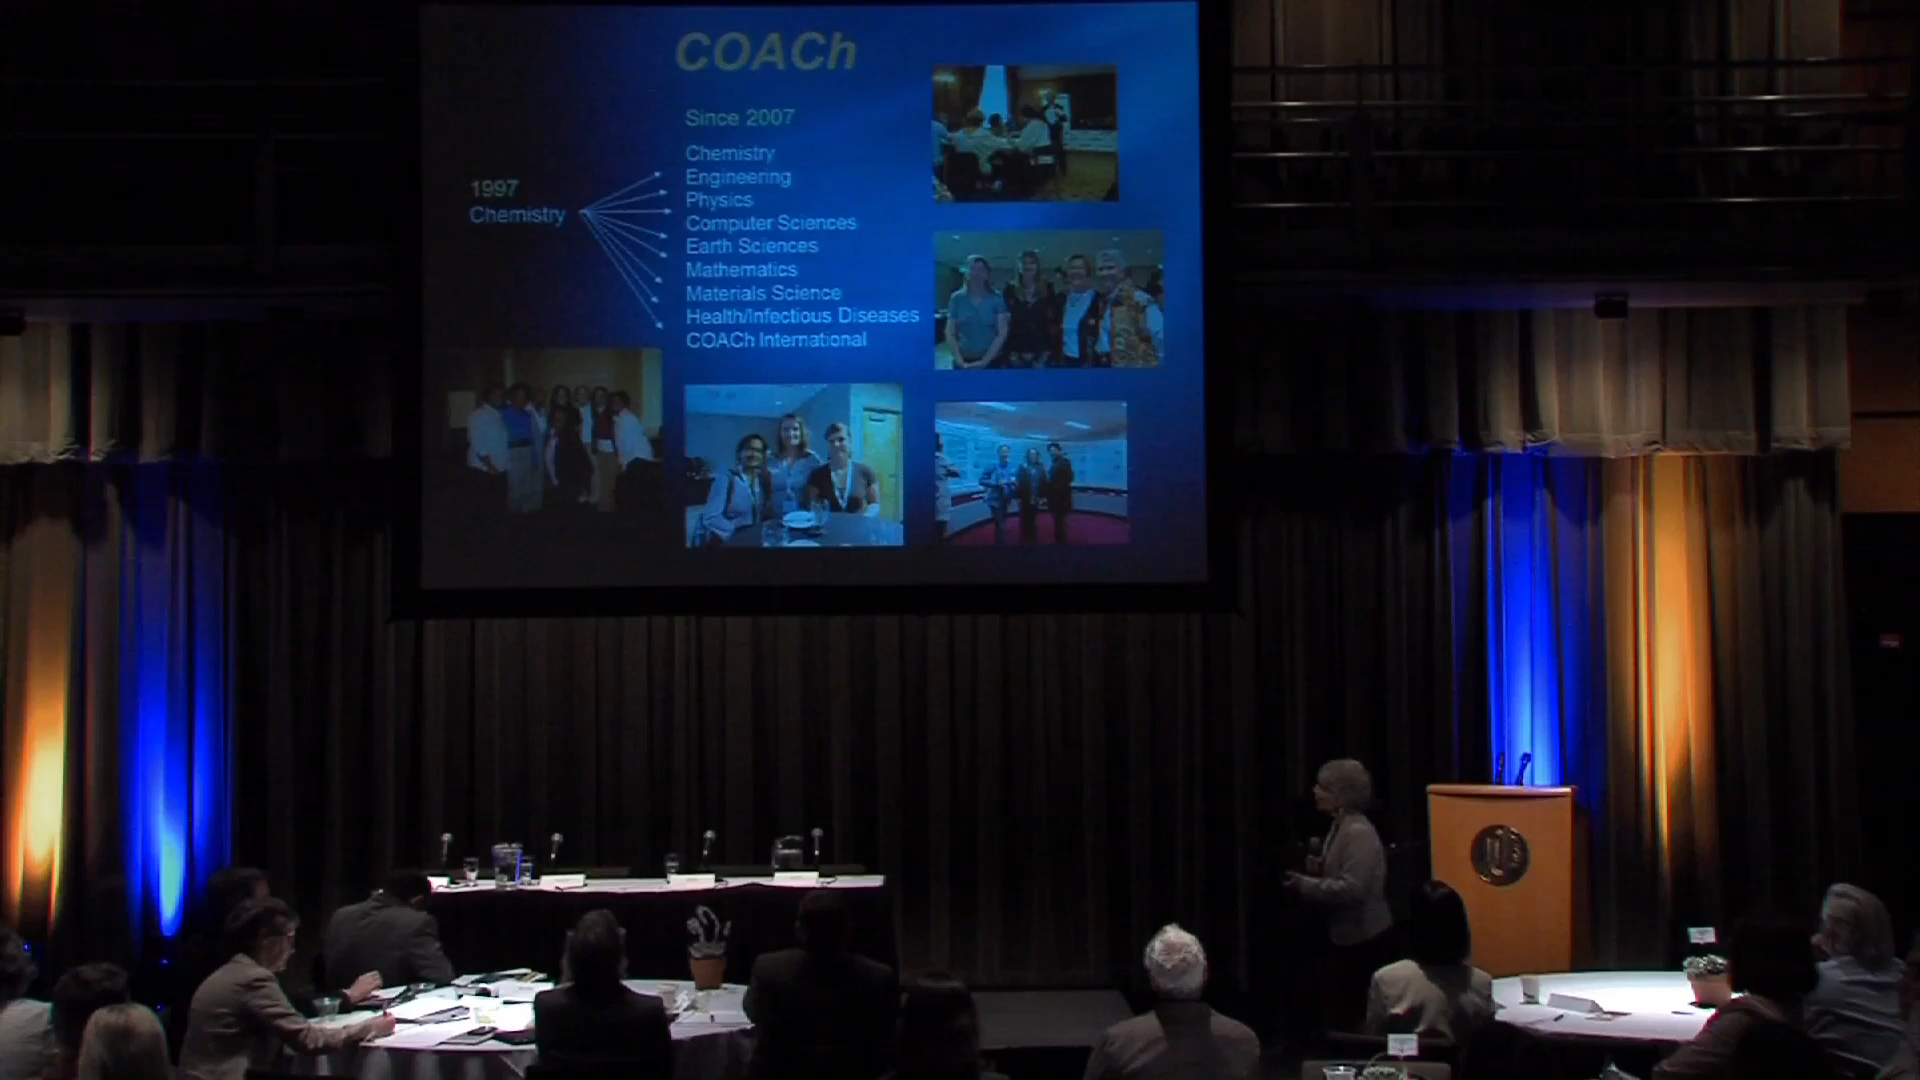 COACh
Since 2007
1997
Chemistry
Chemistry
Engineering
Physics
Computer Sciences
Earth Sciences
Mathematics
Materials Science
Health/Infectious Diseases
COACh International